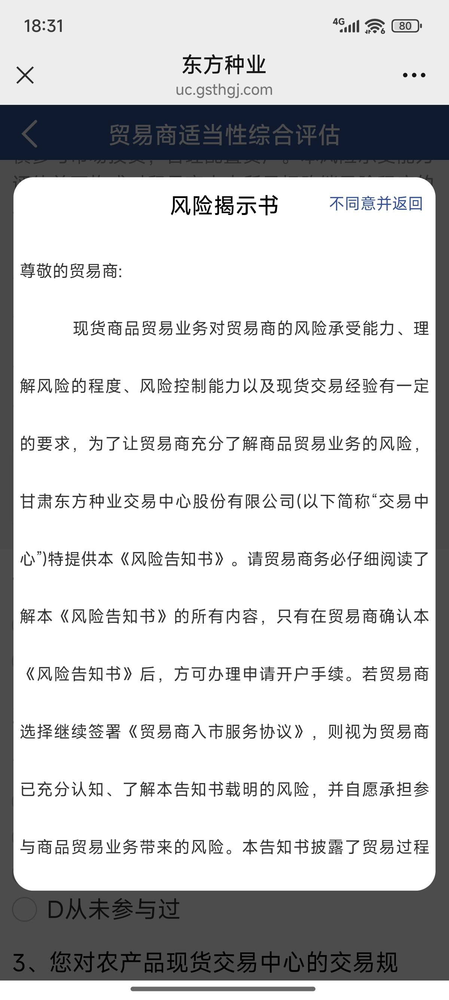 18:31
4G
6
80
东方种业
uc.gsthgj.com
贸易商适当性综合评估
风险揭示书
不同意并返回
尊敬的贸易商:
现货商品贸易业务对贸易商的风险承受能力、理
解风险的程度、风险控制能力以及现货交易经验有一定
的要求，为了让贸易商充分了解商品贸易业务的风险，
甘肃东方种业交易中心股份有限公司(以下简称“交易中
心”)特提供本《风险告知书》。请贸易商务必仔细阅读了
解本《风险告知书》的所有内容，只有在贸易商确认本
《风险告知书》后，方可办理申请开户手续。若贸易商
选择继续签署《贸易商入市服务协议》，则视为贸易商
已充分认知、了解本告知书载明的风险，并自愿承担参
与商品贸易业务带来的风险。本告知书披露了贸易过程
D从未参与过
3、您对农产品现货交易中心的交易规